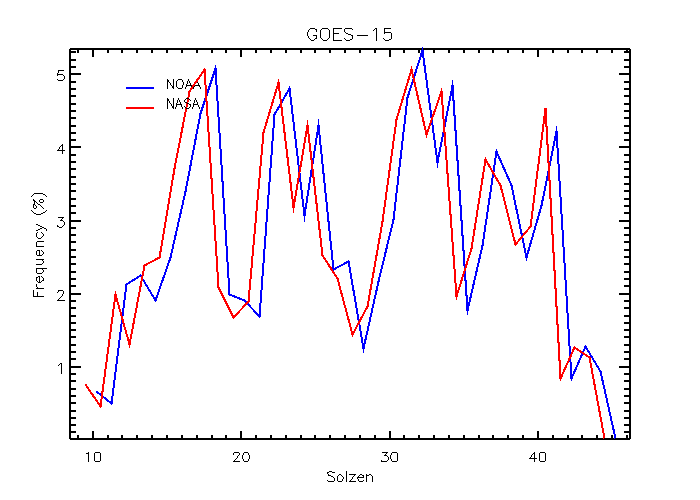 GOES-15
NOAA
NASA
5
4
3
2
1
Frequency (%)
10 20 30 40
Solzen